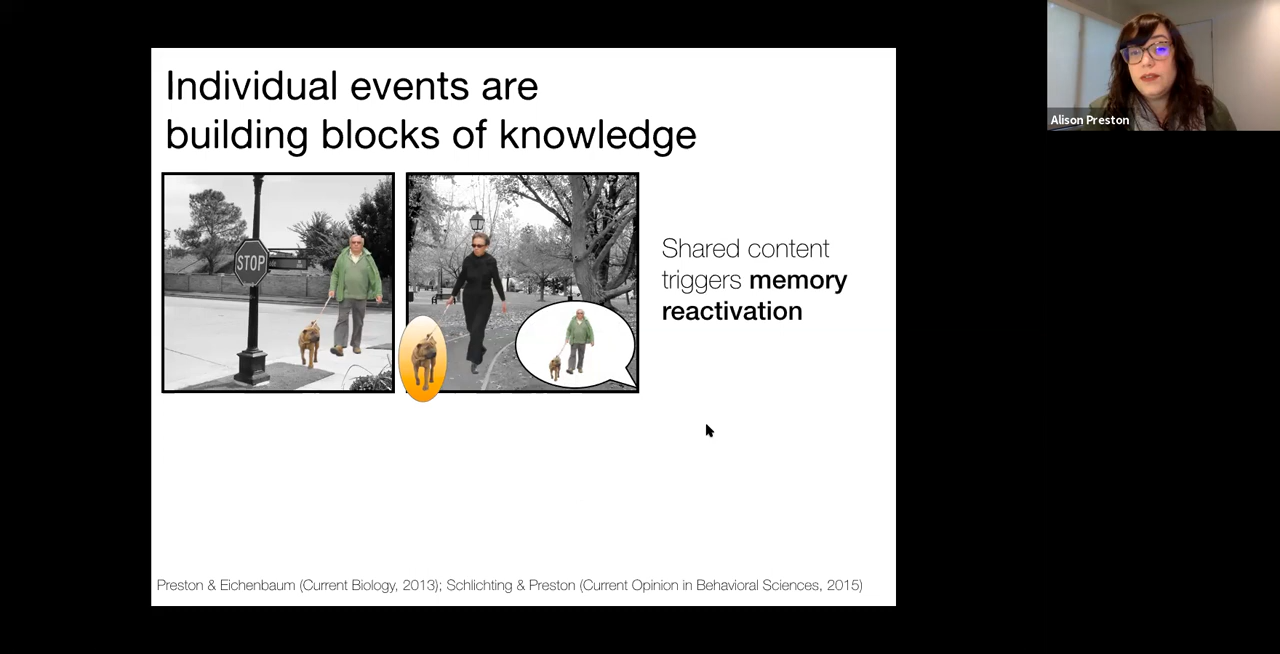 Individual events are
building blocks of knowledge
STOP
Shared content
triggers memory
reactivation
Preston & Eichenbaum (Current Biology, 2013); Schlichting & Preston (Current Opinion in Behavioral Sciences, 2015)
Alison Preston